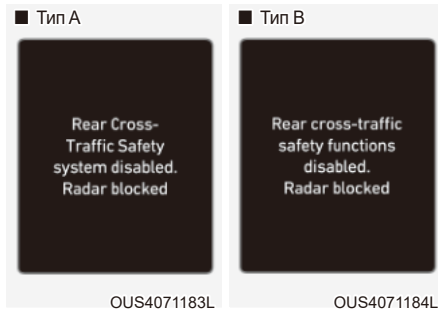 ■ Тип A
Rear Cross-
Traffic Safety
system disabled.
Radar blocked
OUS4071183L
■ Тип B
Rear cross-traffic
safety functions
disabled.
Radar blocked
OUS4071184L